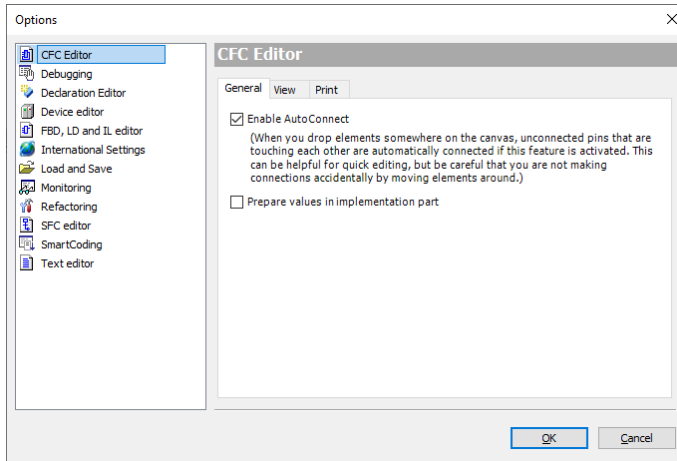 Options
CFC Editor
Debugging
Declaration Editor
Device editor
FBD, LD and IL editor
International Settings
Load and Save
Monitoring
Refactoring
SFC editor
SmartCoding
Text editor
CFC Editor
General View Print
Enable AutoConnect
(When you drop elements somewhere on the canvas, unconnected pins that are
touching each other are automatically connected if this feature is activated. This
can be helpful for quick editing, but be careful that you are not making
connections accidentally by moving elements around.)
Prepare values in implementation part
OK Cancel